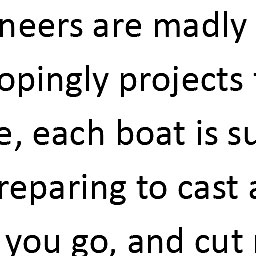 neers are madly
opingly projects
e, each boat is su
reparing to cast a
you go, and cut